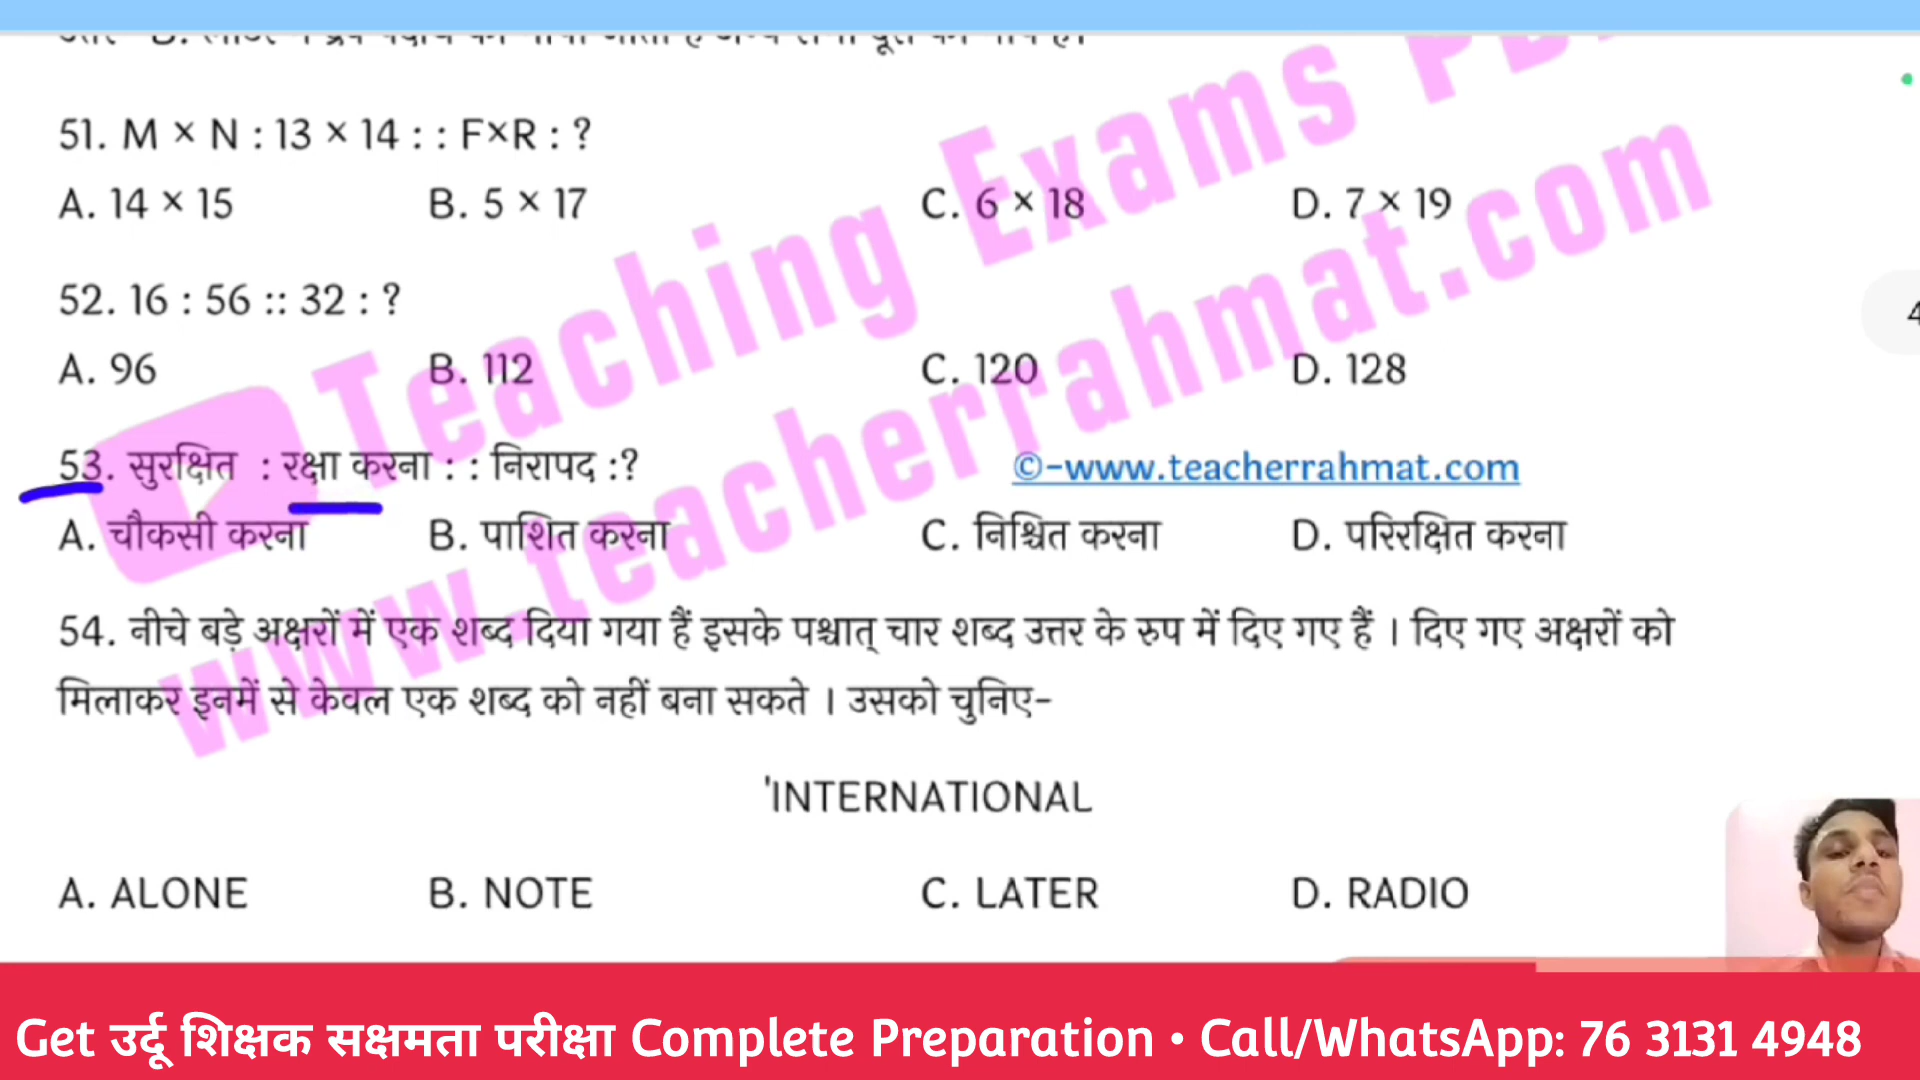 51. M × N : 13 × 14 : : F×R : ?
A. 14 × 15 B. 5 × 17 C. 6 × 18 D. 7 × 19
52. 16 : 56 :: 32 : ?
A. 96 B. 112 C. 120 D. 128
53. सुरक्षित : रक्षा करना : : निरापद :? ©-www.teacherrahmat.com
A. चौकसी करना B. पाशित करना C. निश्चित करना D. परिरक्षित करना
54. नीचे बड़े अक्षरों में एक शब्द दिया गया हैं इसके पश्चात् चार शब्द उत्तर के रुप में दिए गए हैं । दिए गए अक्षरों को
मिलाकर इनमें से केवल एक शब्द को नहीं बना सकते । उसको चुनिए-
'INTERNATIONAL
A. ALONE B. NOTE C. LATER D. RADIO
Teaching Exams
www.teacherrahmat.com
4
Get उर्दू शिक्षक सक्षमता परीक्षा Complete Preparation • Call/WhatsApp: 76 3131 4948